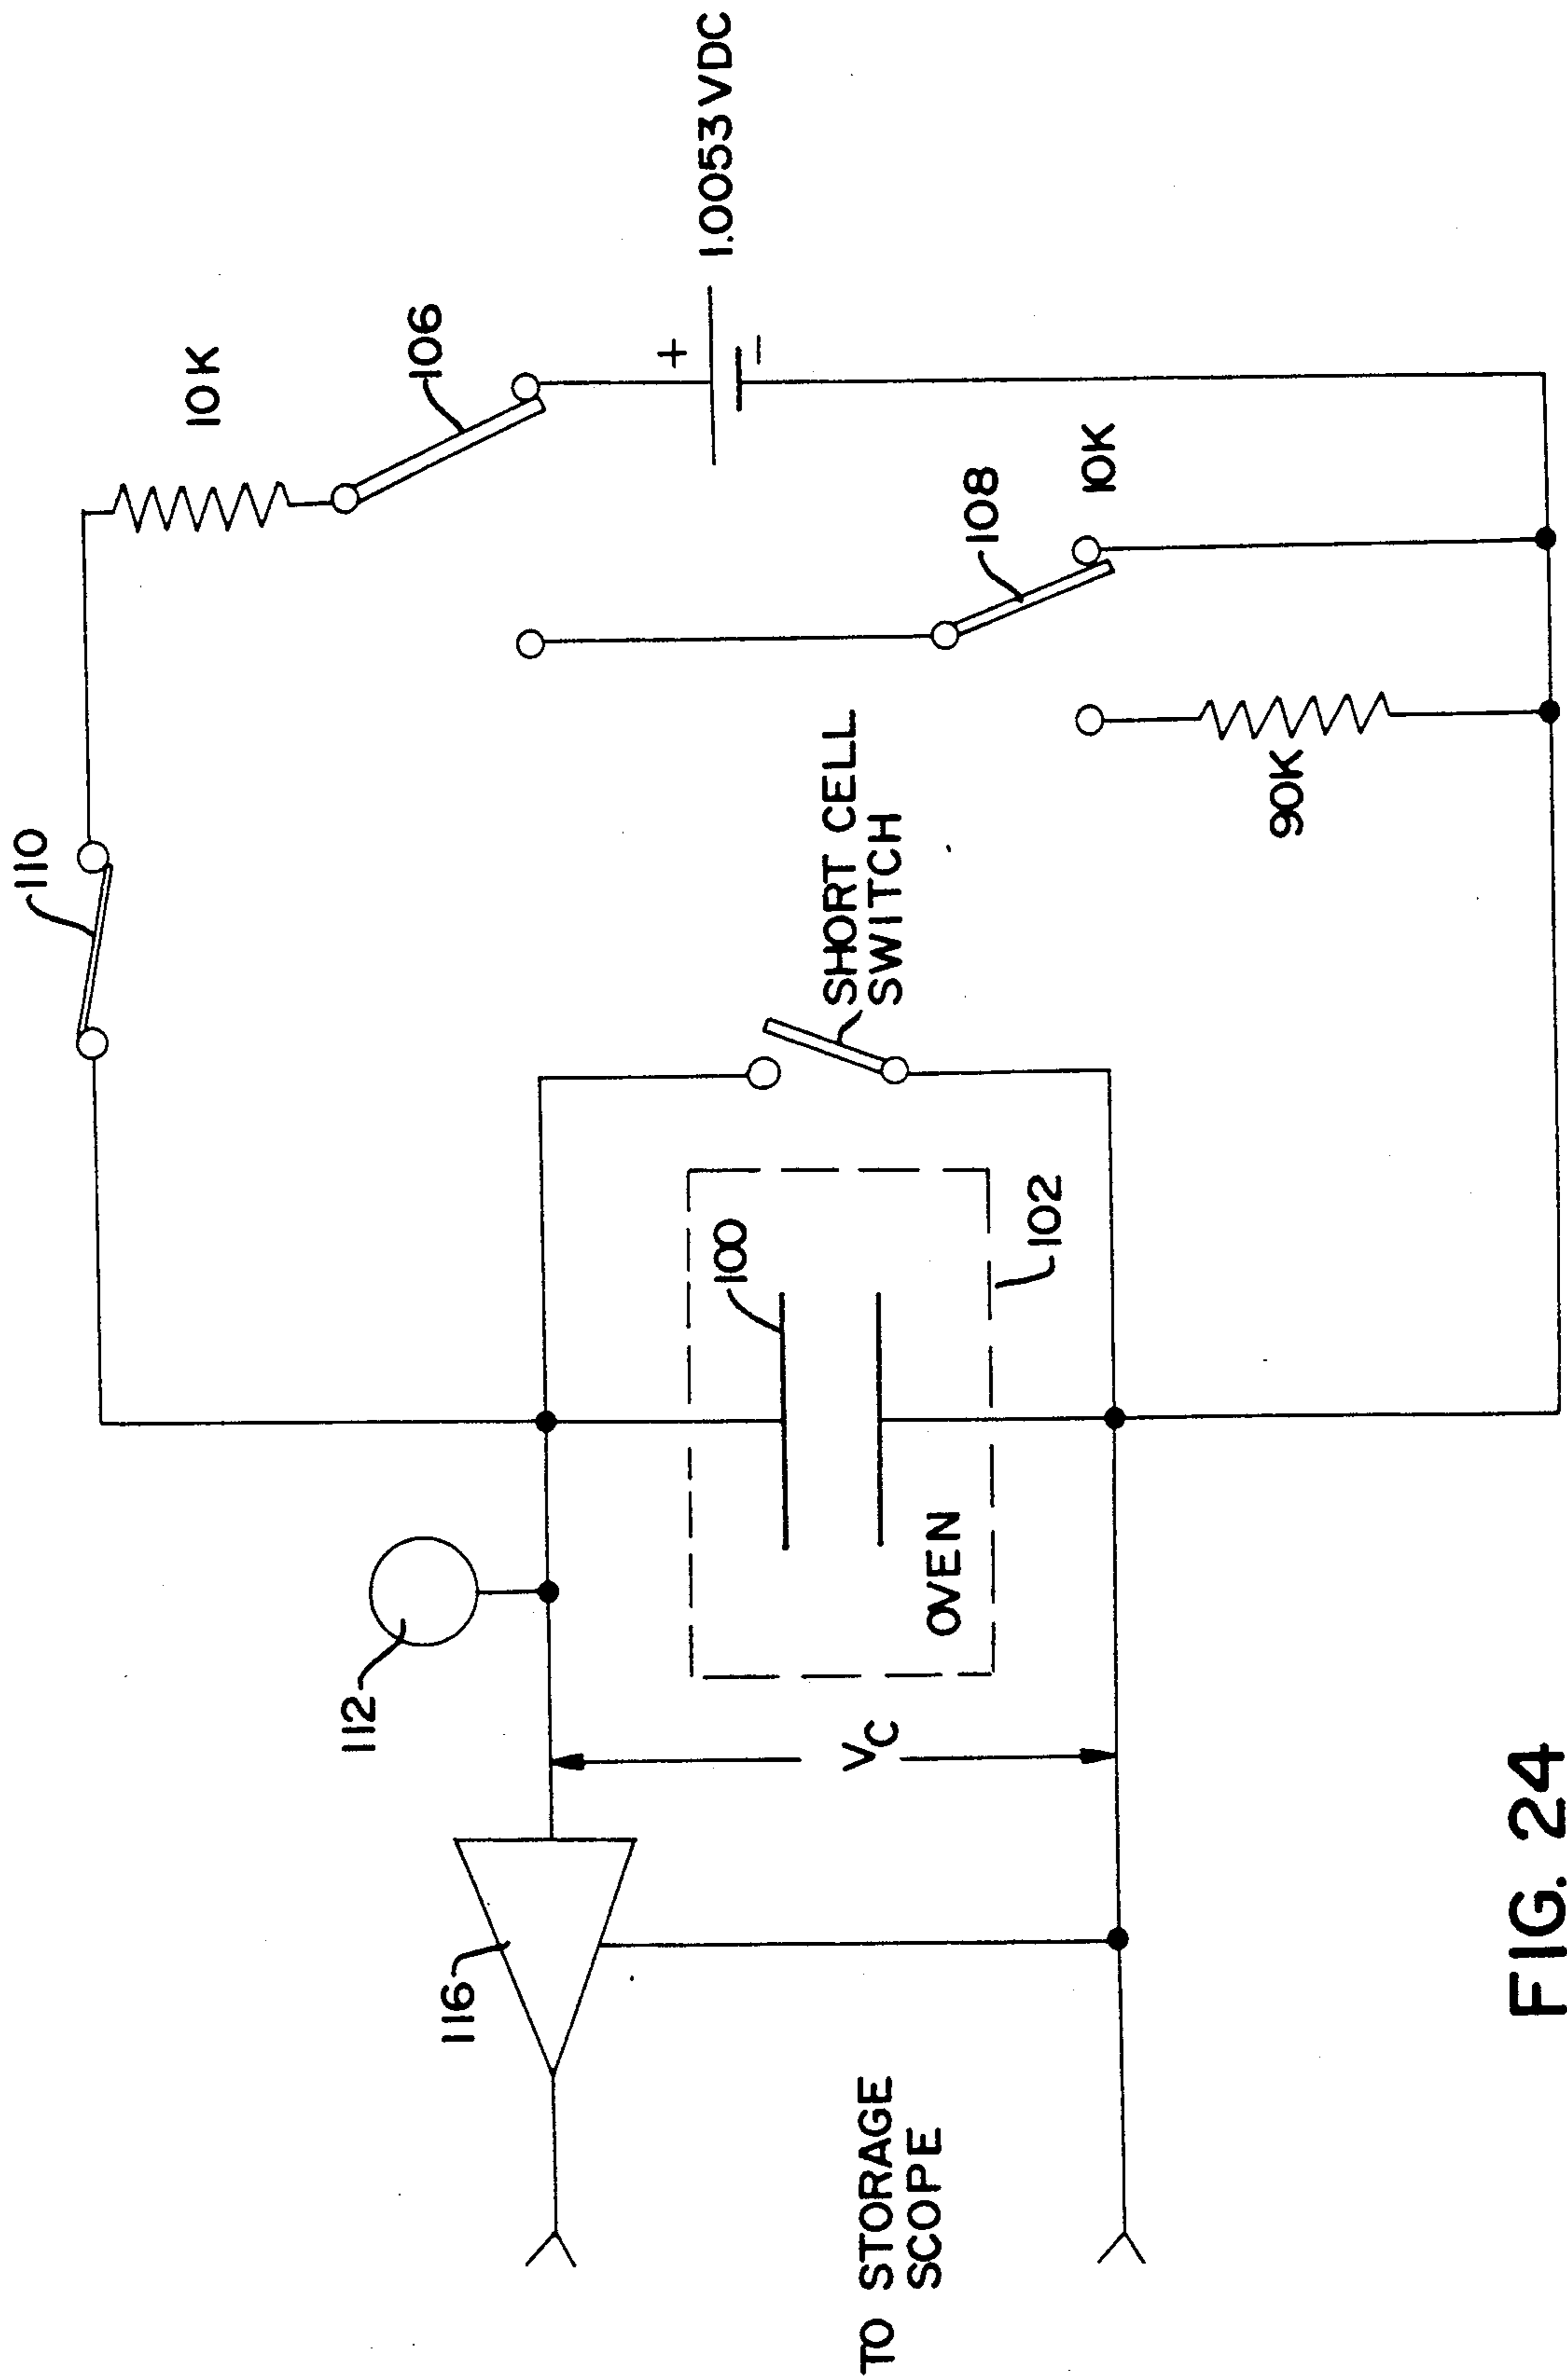 110
10K
106
1.0053 VDC
+
−
108
10K
90K
SHORT CELL
SWITCH
100
102
OVEN
112
116
VC
TO STORAGE
SCOPE
FIG. 24